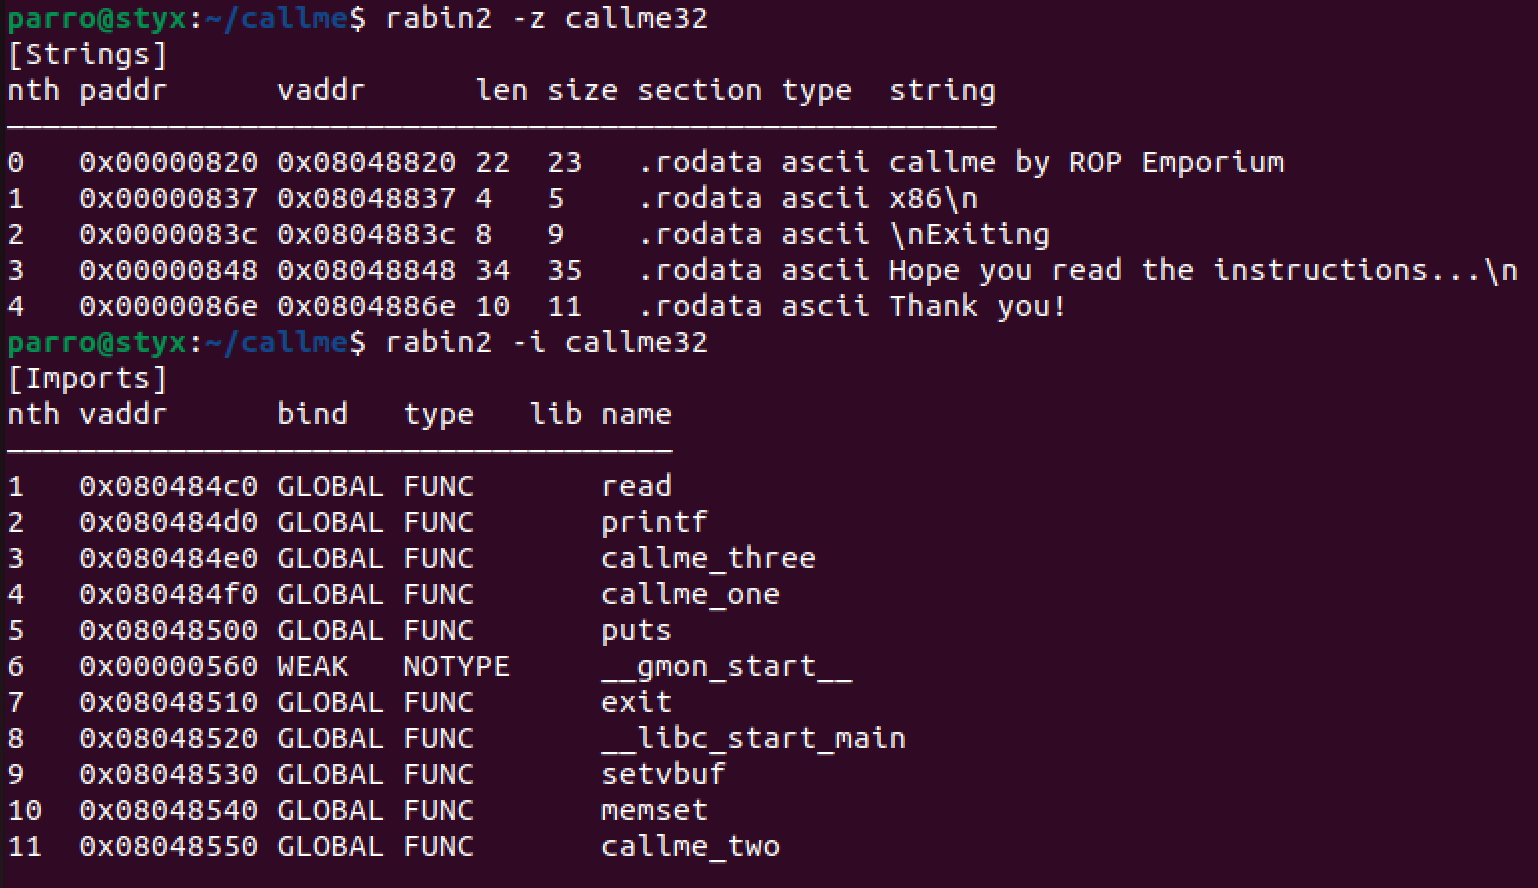 parro@styx:~/callme$ rabin2 -z callme32
[Strings]
nth paddr      vaddr      len size section type  string
0   0x00000820 0x08048820 22  23   .rodata ascii callme by ROP Emporium
1   0x00000837 0x08048837 4   5    .rodata ascii x86\n
2   0x0000083c 0x0804883c 8   9    .rodata ascii \nExiting
3   0x00000848 0x08048848 34  35   .rodata ascii Hope you read the instructions...\n
4   0x0000086e 0x0804886e 10  11   .rodata ascii Thank you!
parro@styx:~/callme$ rabin2 -i callme32
[Imports]
nth vaddr      bind   type   lib name
1   0x080484c0 GLOBAL FUNC       read
2   0x080484d0 GLOBAL FUNC       printf
3   0x080484e0 GLOBAL FUNC       callme_three
4   0x080484f0 GLOBAL FUNC       callme_one
5   0x08048500 GLOBAL FUNC       puts
6   0x00000560 WEAK   NOTYPE     __gmon_start__
7   0x08048510 GLOBAL FUNC       exit
8   0x08048520 GLOBAL FUNC       __libc_start_main
9   0x08048530 GLOBAL FUNC       setvbuf
10  0x08048540 GLOBAL FUNC       memset
11  0x08048550 GLOBAL FUNC       callme_two